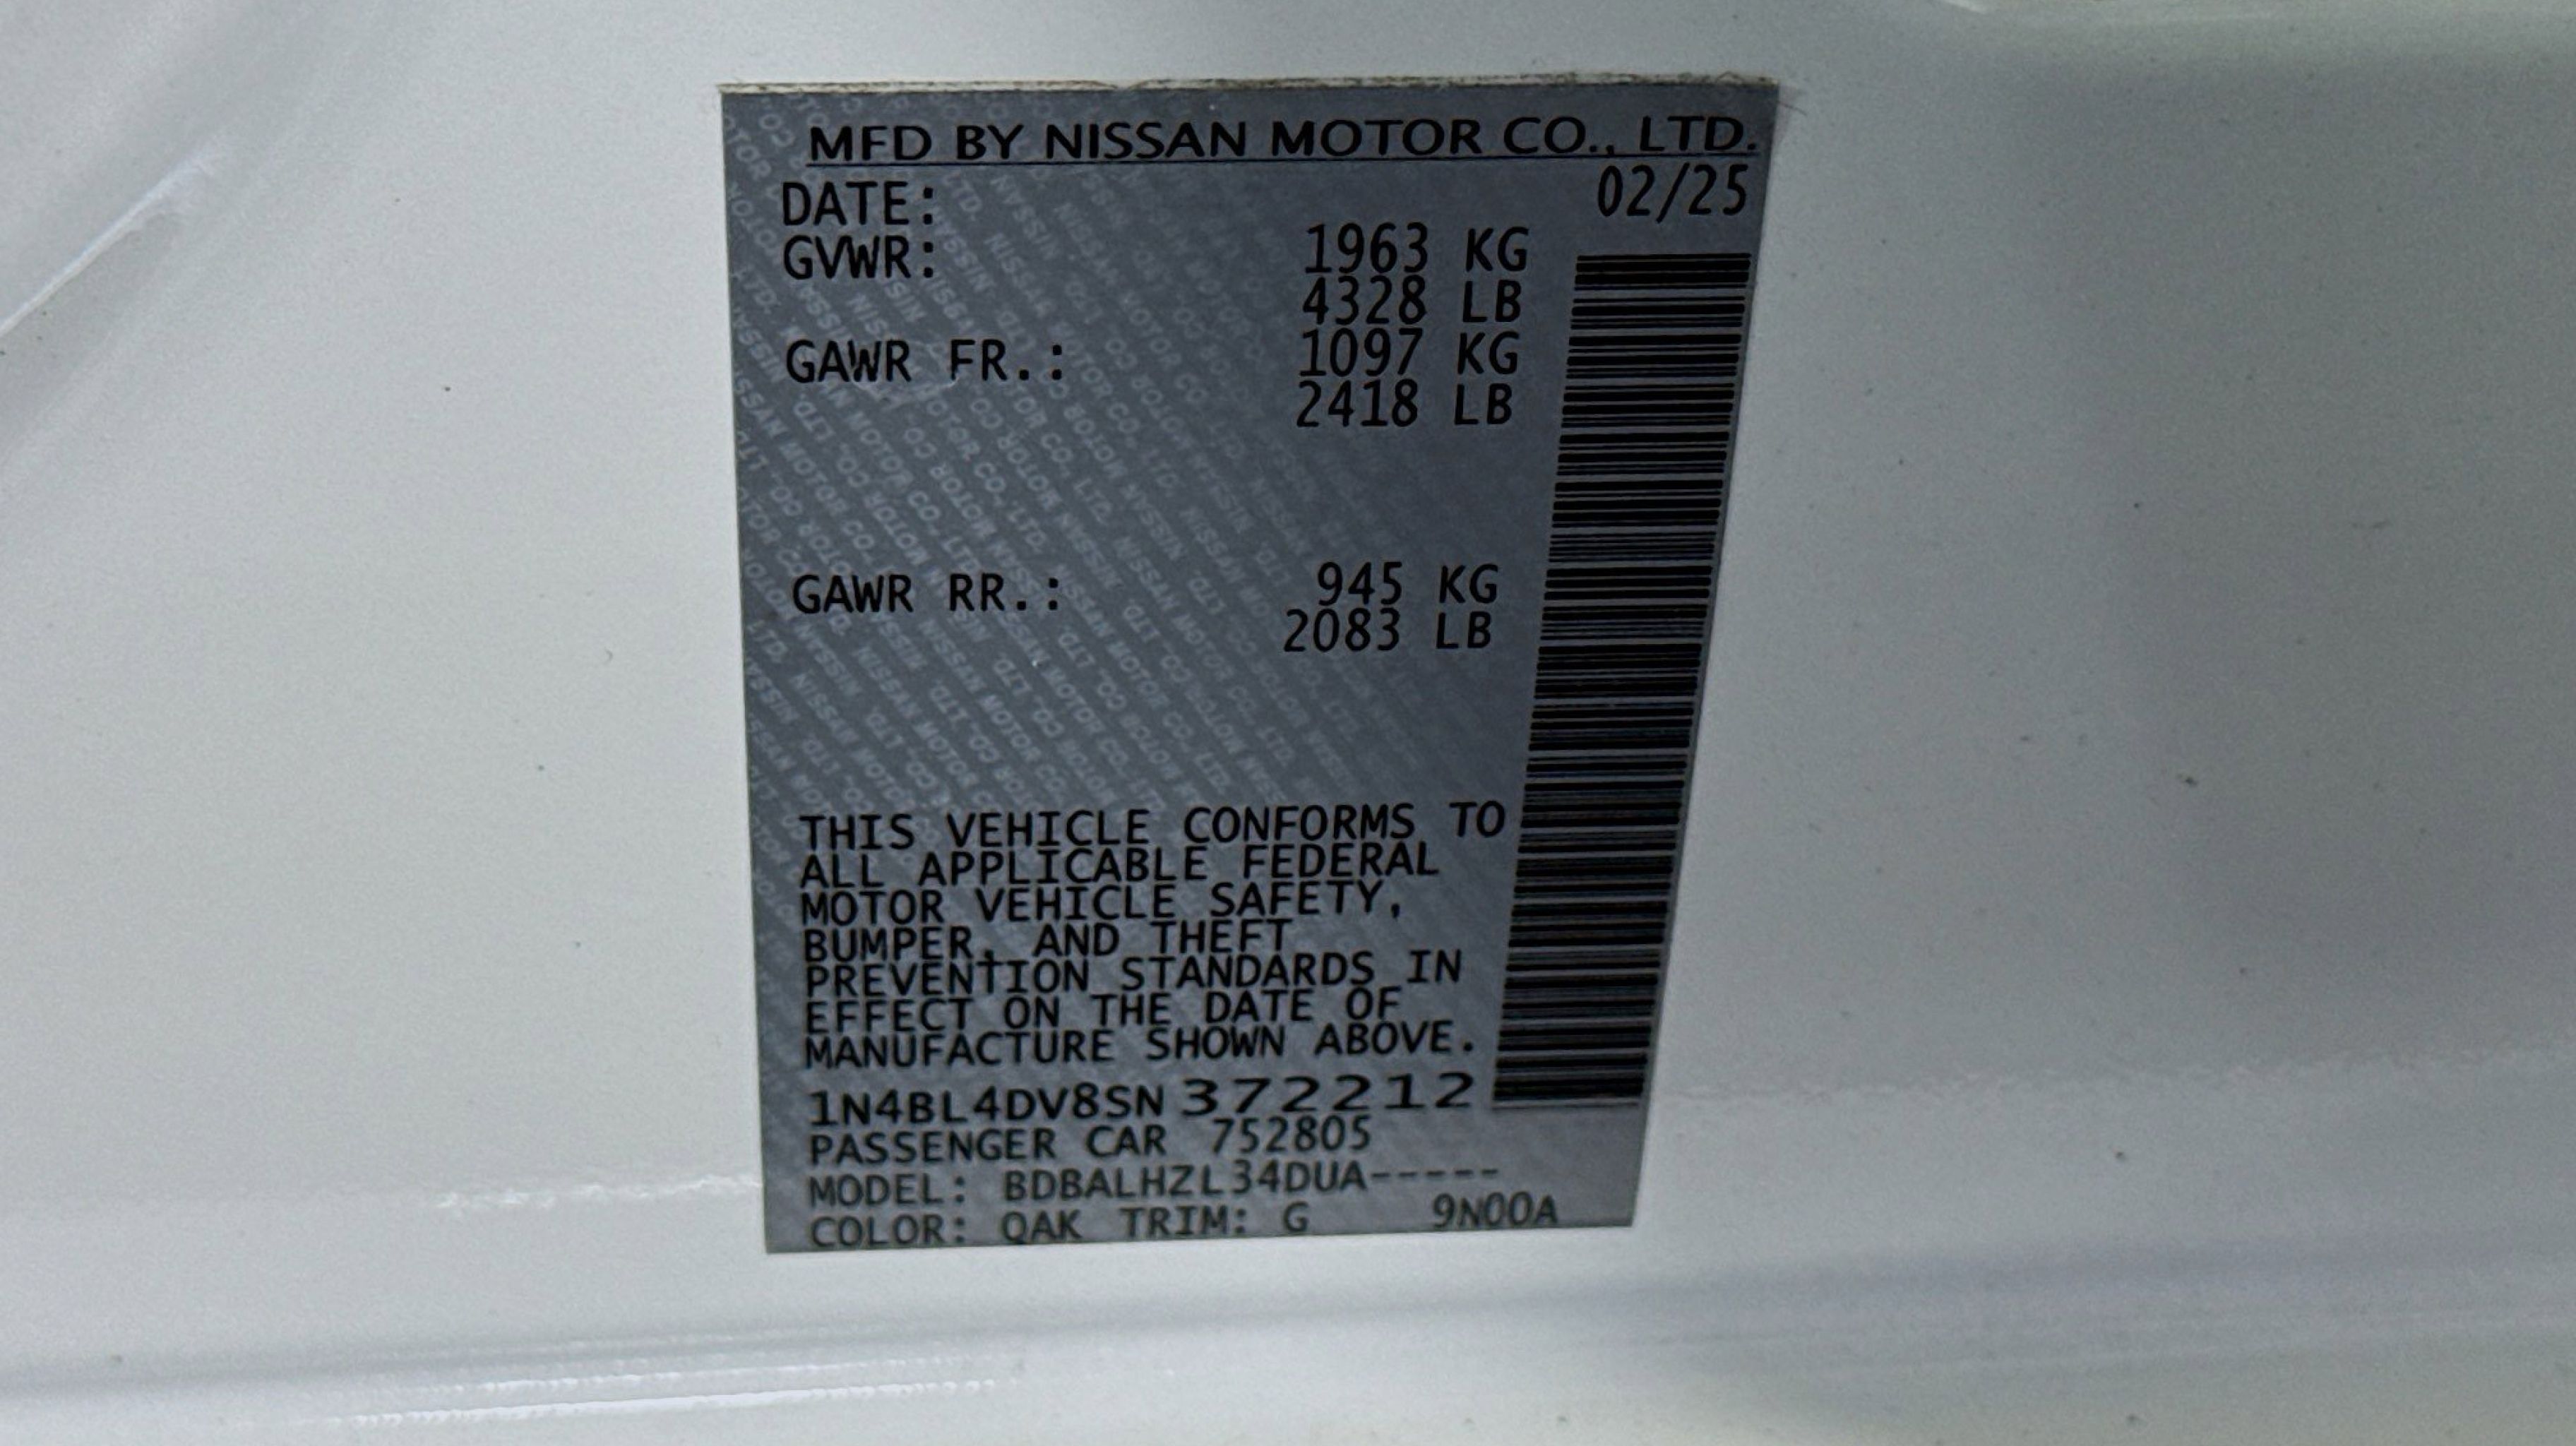 MFD BY NISSAN MOTOR CO., LTD.
DATE: 02/25
GVWR: 1963 KG
4328 LB
GAWR FR.: 1097 KG
2418 LB
GAWR RR.: 945 KG
2083 LB
THIS VEHICLE CONFORMS TO
ALL APPLICABLE FEDERAL
MOTOR VEHICLE SAFETY,
BUMPER, AND THEFT
PREVENTION STANDARDS IN
EFFECT ON THE DATE OF
MANUFACTURE SHOWN ABOVE.
1N4BL4DV8SN372212
PASSENGER CAR 752805
MODEL: BDBALHZL34DUA-----
COLOR: QAK TRIM: G 9N00A